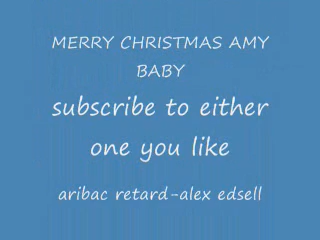 MERRY CHRISTMAS AMY
BABY
subscribe to either
one you like
aribac retard-alex edsell